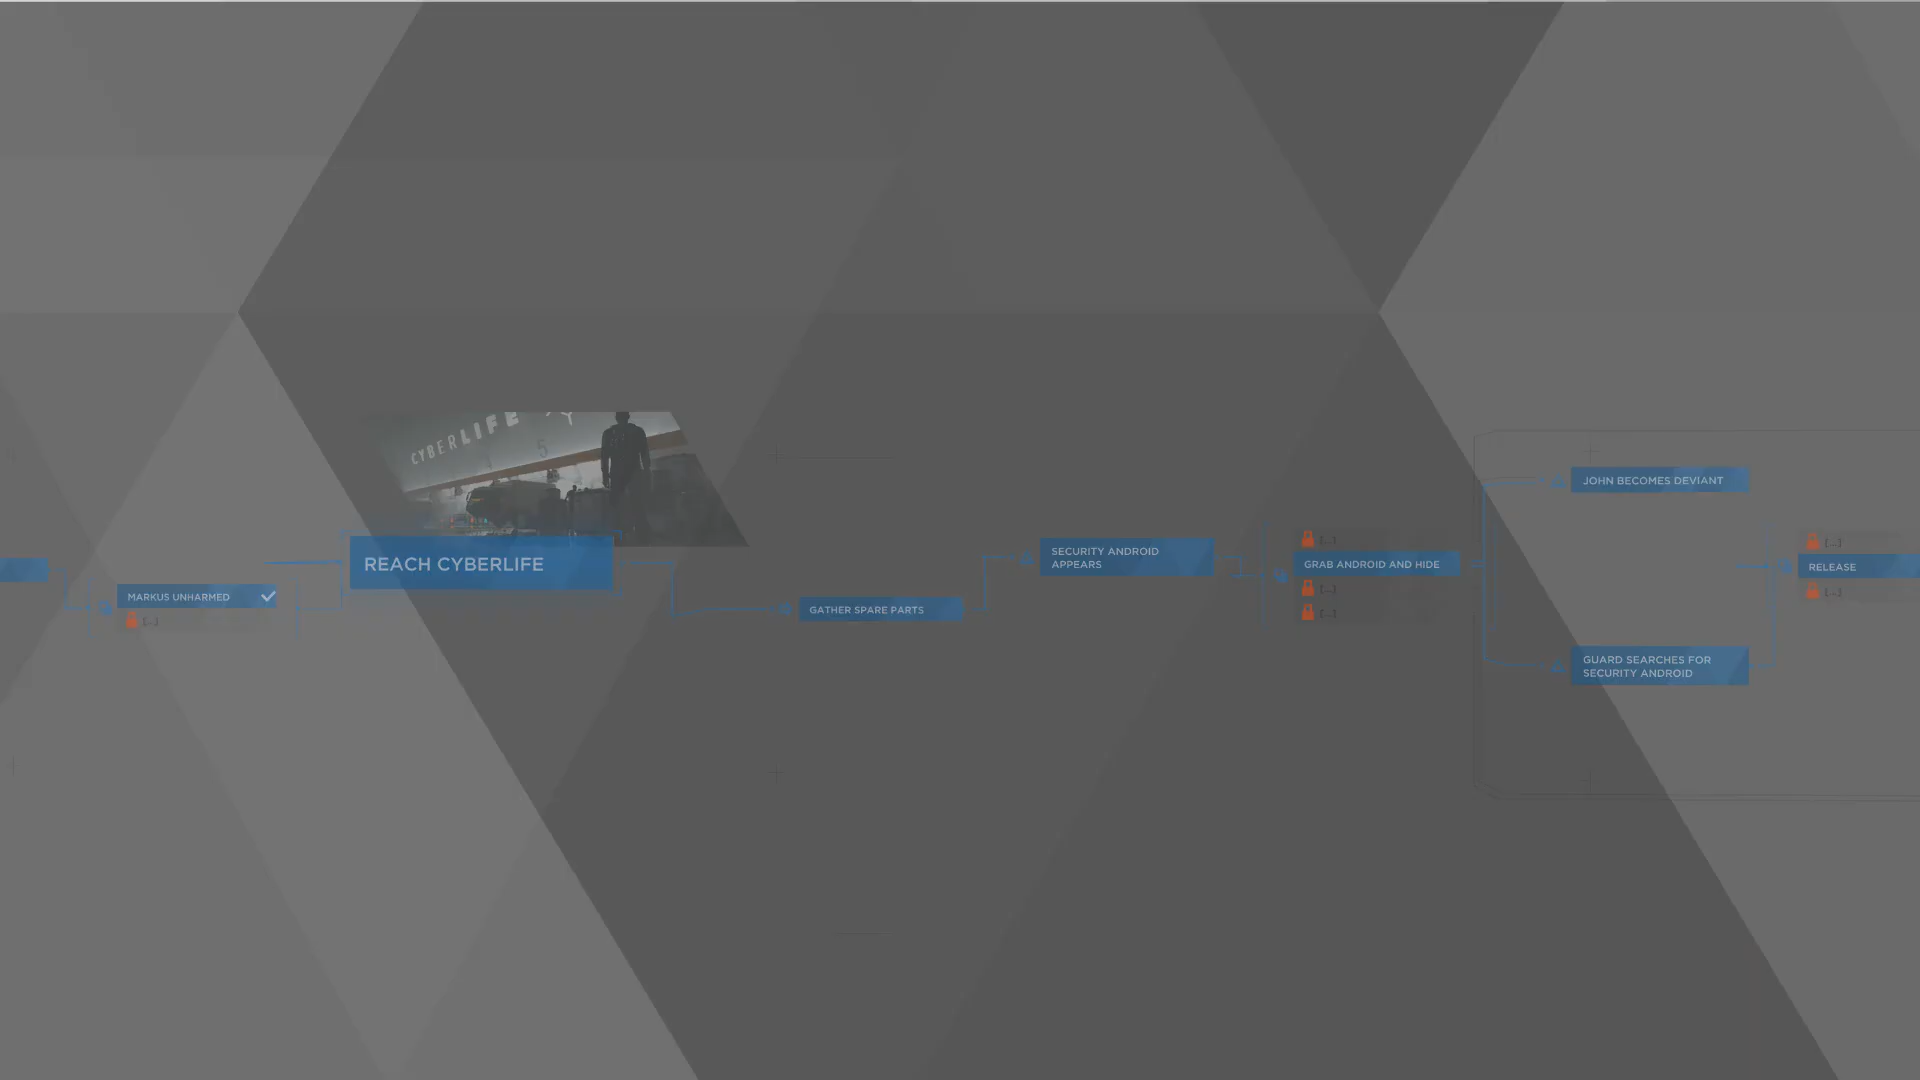 CYBERLIFE
5
MARKUS UNHARMED
[...]
REACH CYBERLIFE
GATHER SPARE PARTS
SECURITY ANDROID
APPEARS
[...]
GRAB ANDROID AND HIDE
[...]
[...]
JOHN BECOMES DEVIANT
GUARD SEARCHES FOR
SECURITY ANDROID
[...]
RELEASE
[...]